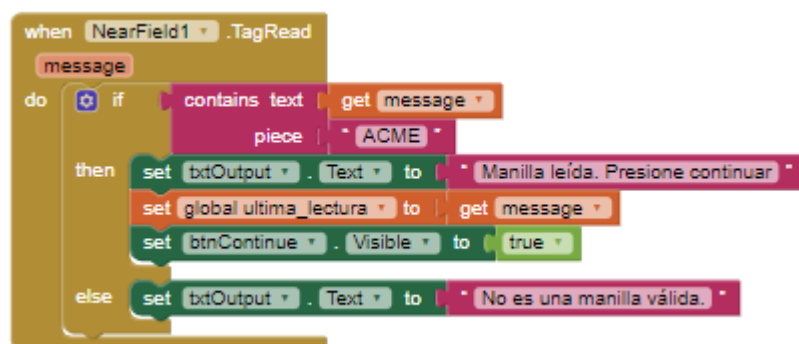 when NearField1 .TagRead
message
do if contains text get message
piece " ACME "
then set txtOutput . Text to " Manilla leída. Presione continuar "
set global ultima_lectura to get message
set btnContinue . Visible to true
else set txtOutput . Text to " No es una manilla válida. "